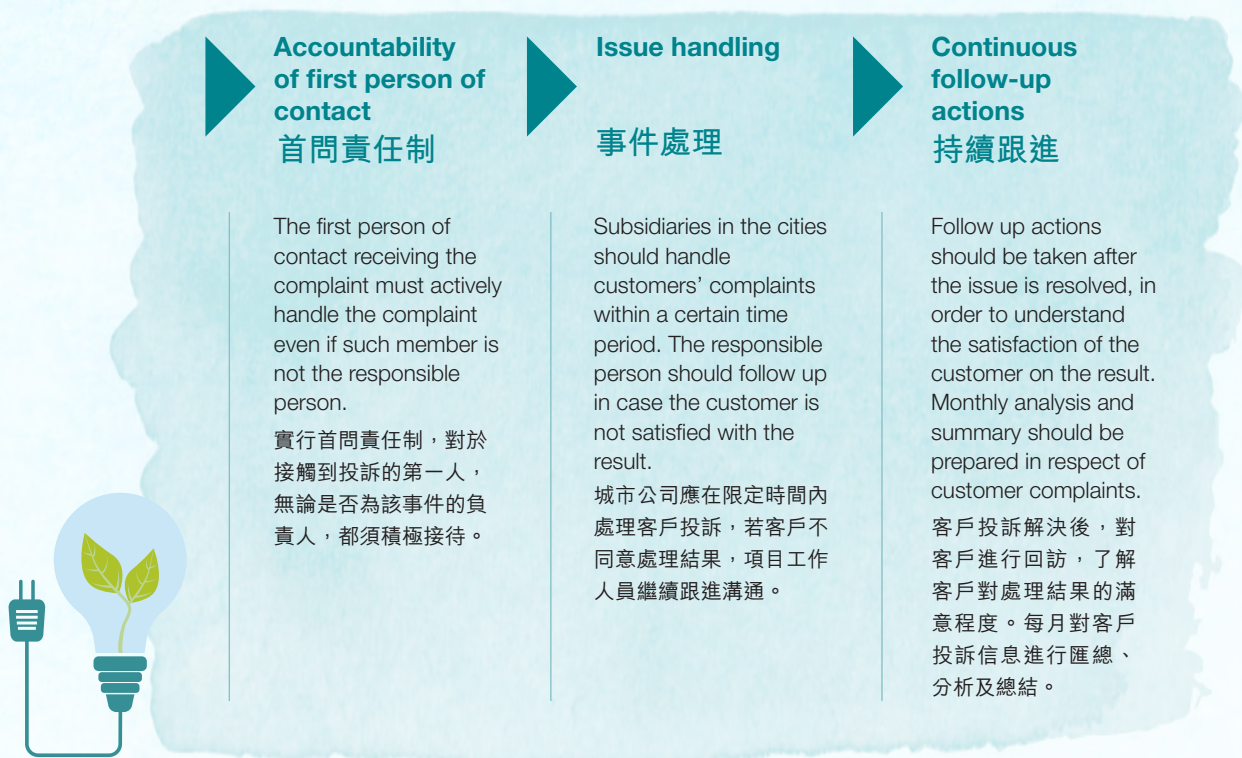 Accountability
of first person of
contact
首問責任制
The first person of
contact receiving the
complaint must actively
handle the complaint
even if such member is
not the responsible
person.
實行首問責任制，對於
接觸到投訴的第一人，
無論是否為該事件的負
責人，都須積極接待。
Issue handling
事件處理
Subsidiaries in the cities
should handle
customers’ complaints
within a certain time
period. The responsible
person should follow up
in case the customer is
not satisfied with the
result.
城市公司應在限定時間內
處理客戶投訴，若客戶不
同意處理結果，項目工作
人員繼續跟進溝通。
Continuous
follow-up
actions
持續跟進
Follow up actions
should be taken after
the issue is resolved, in
order to understand
the satisfaction of the
customer on the result.
Monthly analysis and
summary should be
prepared in respect of
customer complaints.
客戶投訴解決後，對
客戶進行回訪，了解
客戶對處理結果的滿
意程度。每月對客戶
投訴信息進行匯總、
分析及總結。